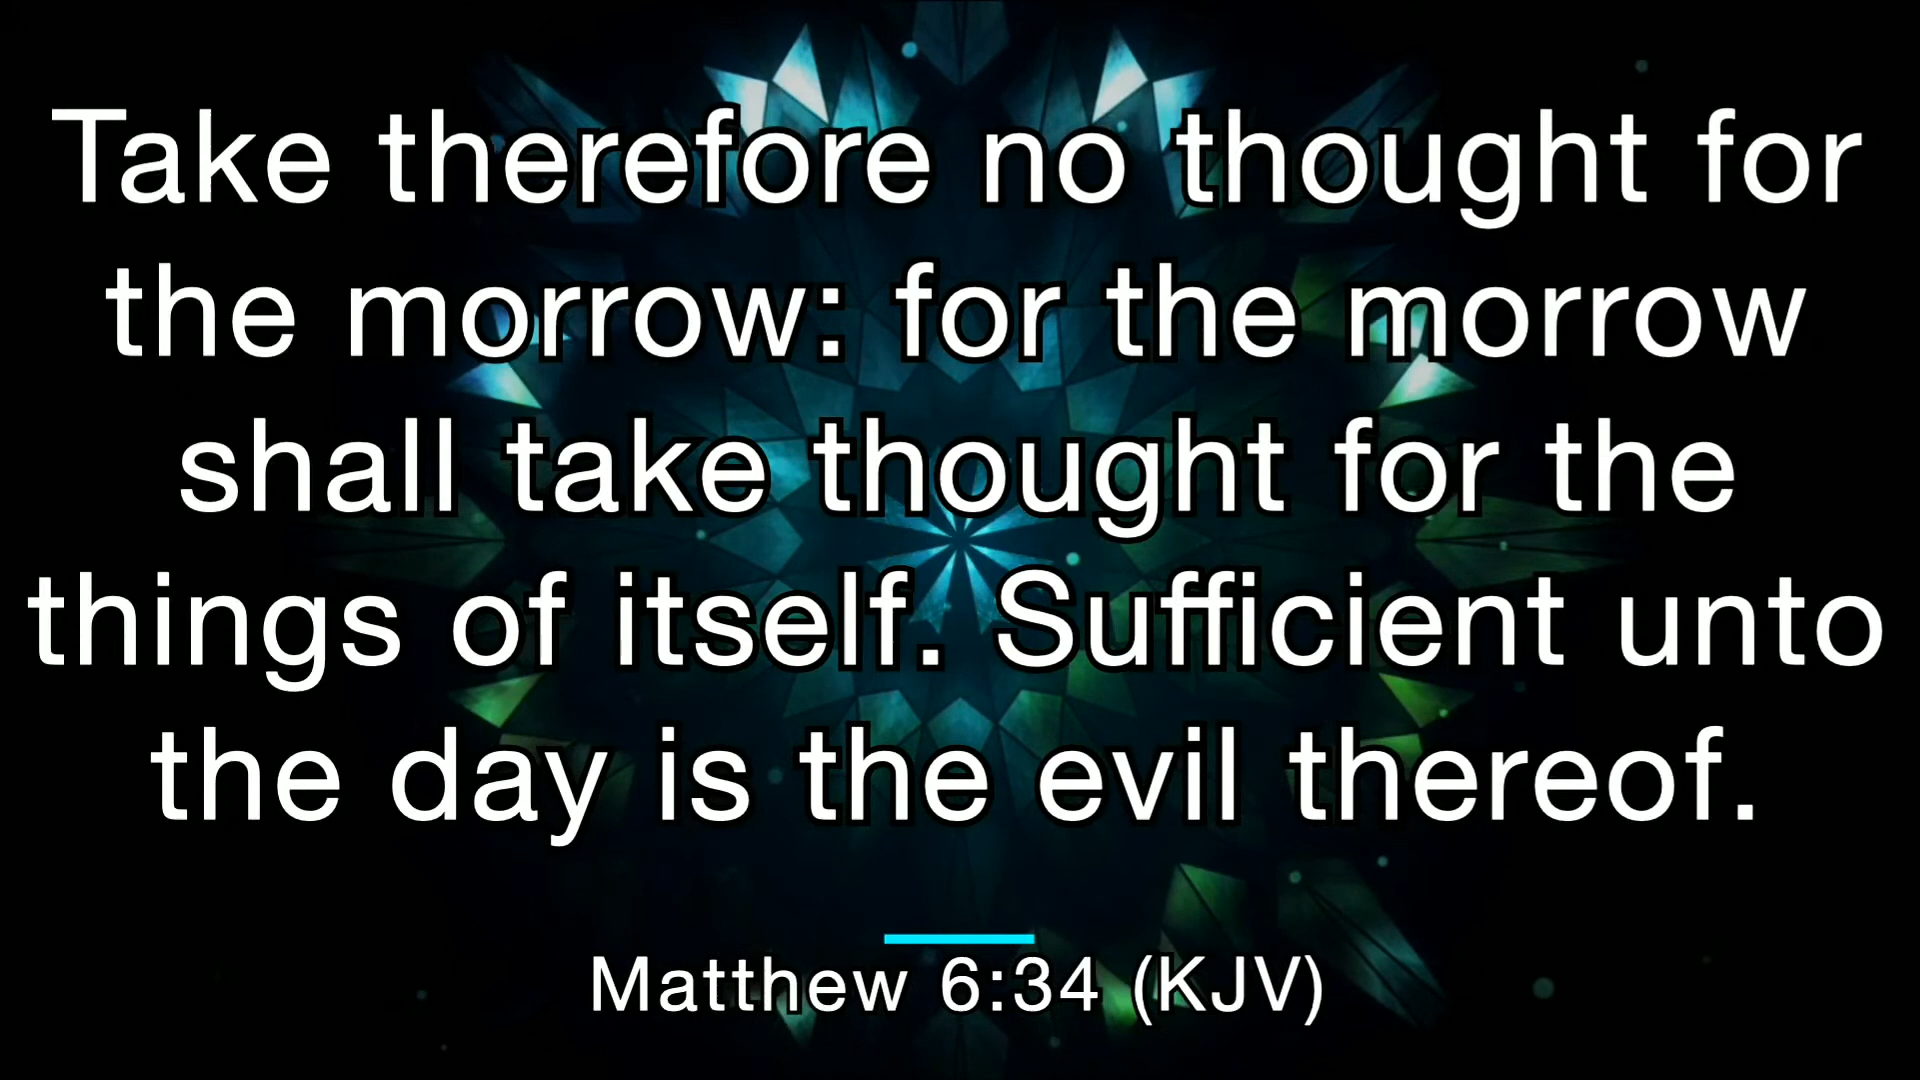 Take therefore no thought for
the morrow: for the morrow
shall take thought for the
things of itself. Sufficient unto
the day is the evil thereof.
Matthew 6:34 (KJV)